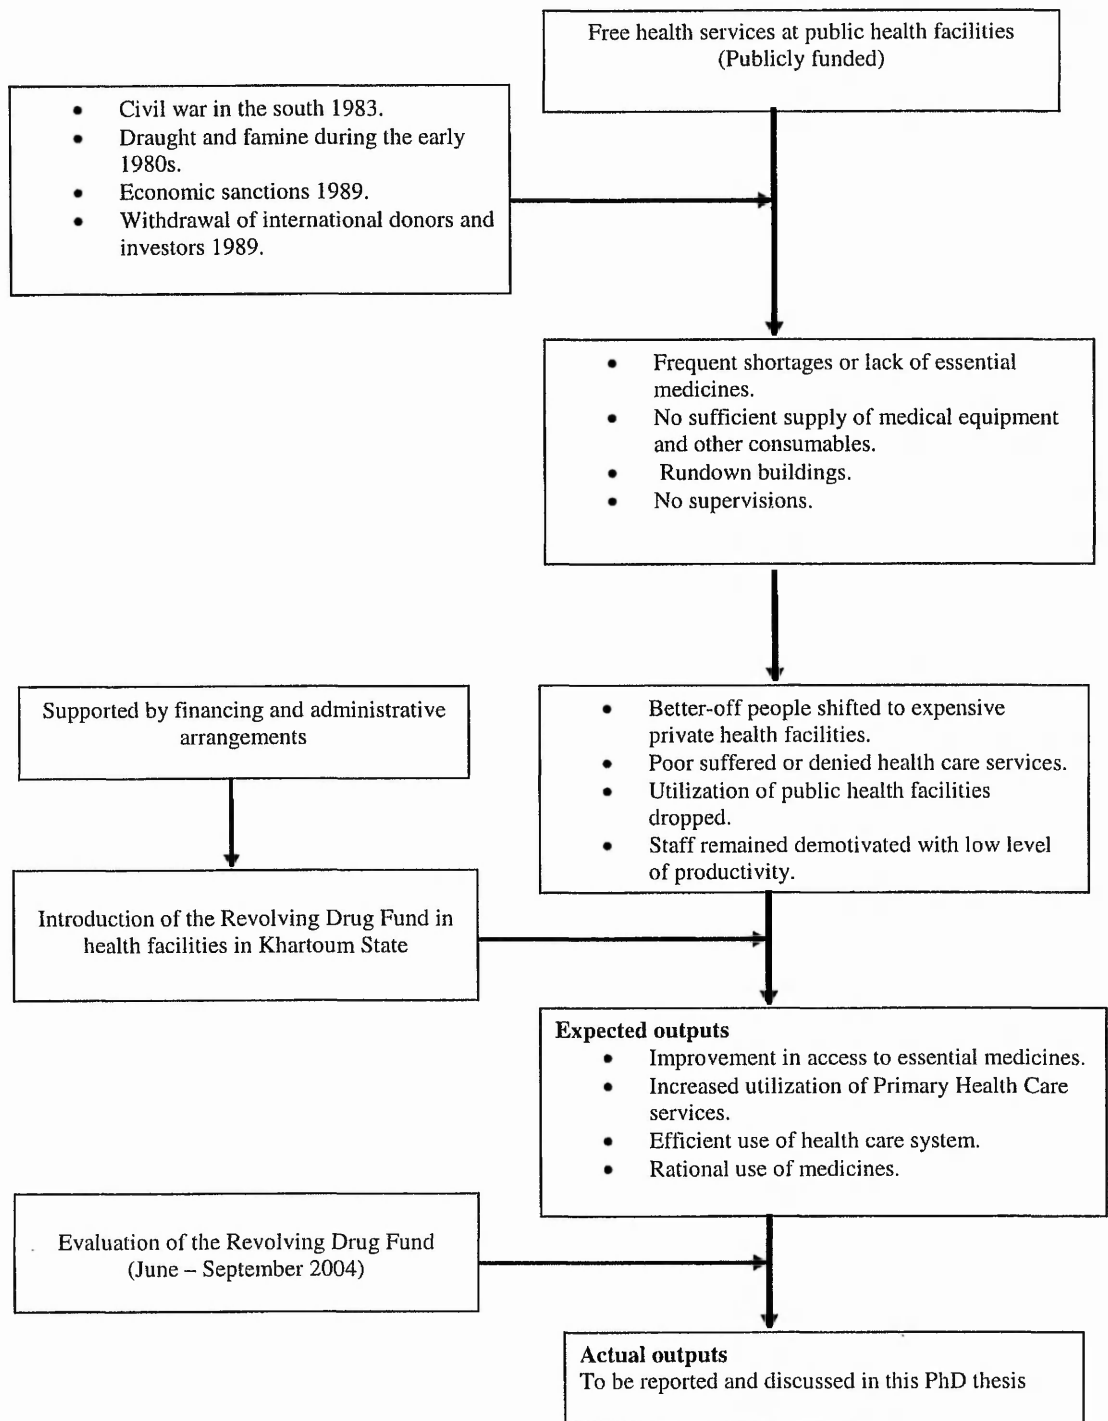 Free health services at public health facilities
(Publicly funded)
• Civil war in the south 1983.
• Draught and famine during the early
1980s.
• Economic sanctions 1989.
• Withdrawal of international donors and
investors 1989.
• Frequent shortages or lack of essential
medicines.
• No sufficient supply of medical equipment
and other consumables.
• Rundown buildings.
• No supervisions.
Supported by financing and administrative
arrangements
• Better-off people shifted to expensive
private health facilities.
• Poor suffered or denied health care services.
• Utilization of public health facilities
dropped.
• Staff remained demotivated with low level
of productivity.
Introduction of the Revolving Drug Fund in
health facilities in Khartoum State
Expected outputs
• Improvement in access to essential medicines.
• Increased utilization of Primary Health Care
services.
• Efficient use of health care system.
• Rational use of medicines.
Evaluation of the Revolving Drug Fund
(June – September 2004)
Actual outputs
To be reported and discussed in this PhD thesis